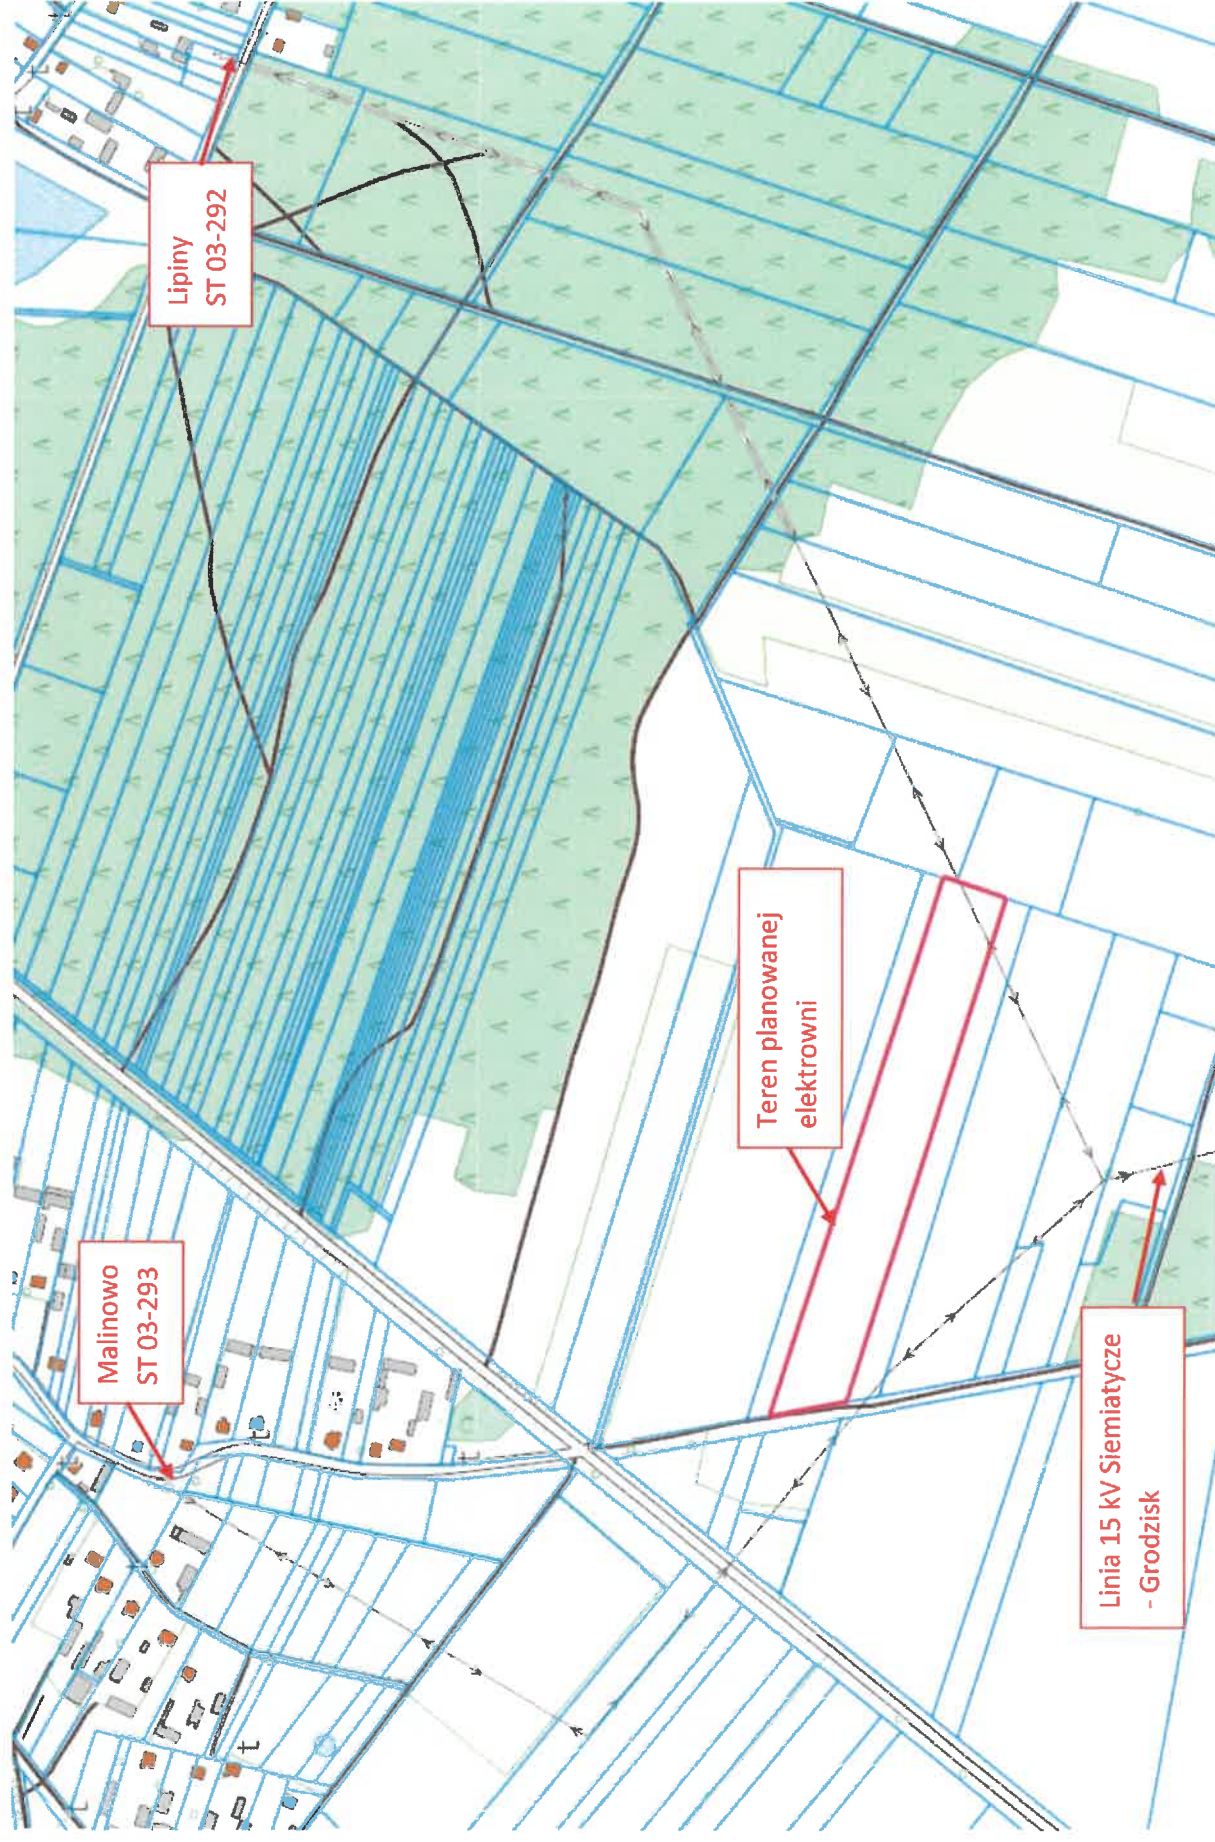 Malinowo
ST 03-293
Lipiny
ST 03-292
Teren planowanej
elektrowni
Linia 15 kV Siemiatycze
- Grodzisk
t
t
t
t